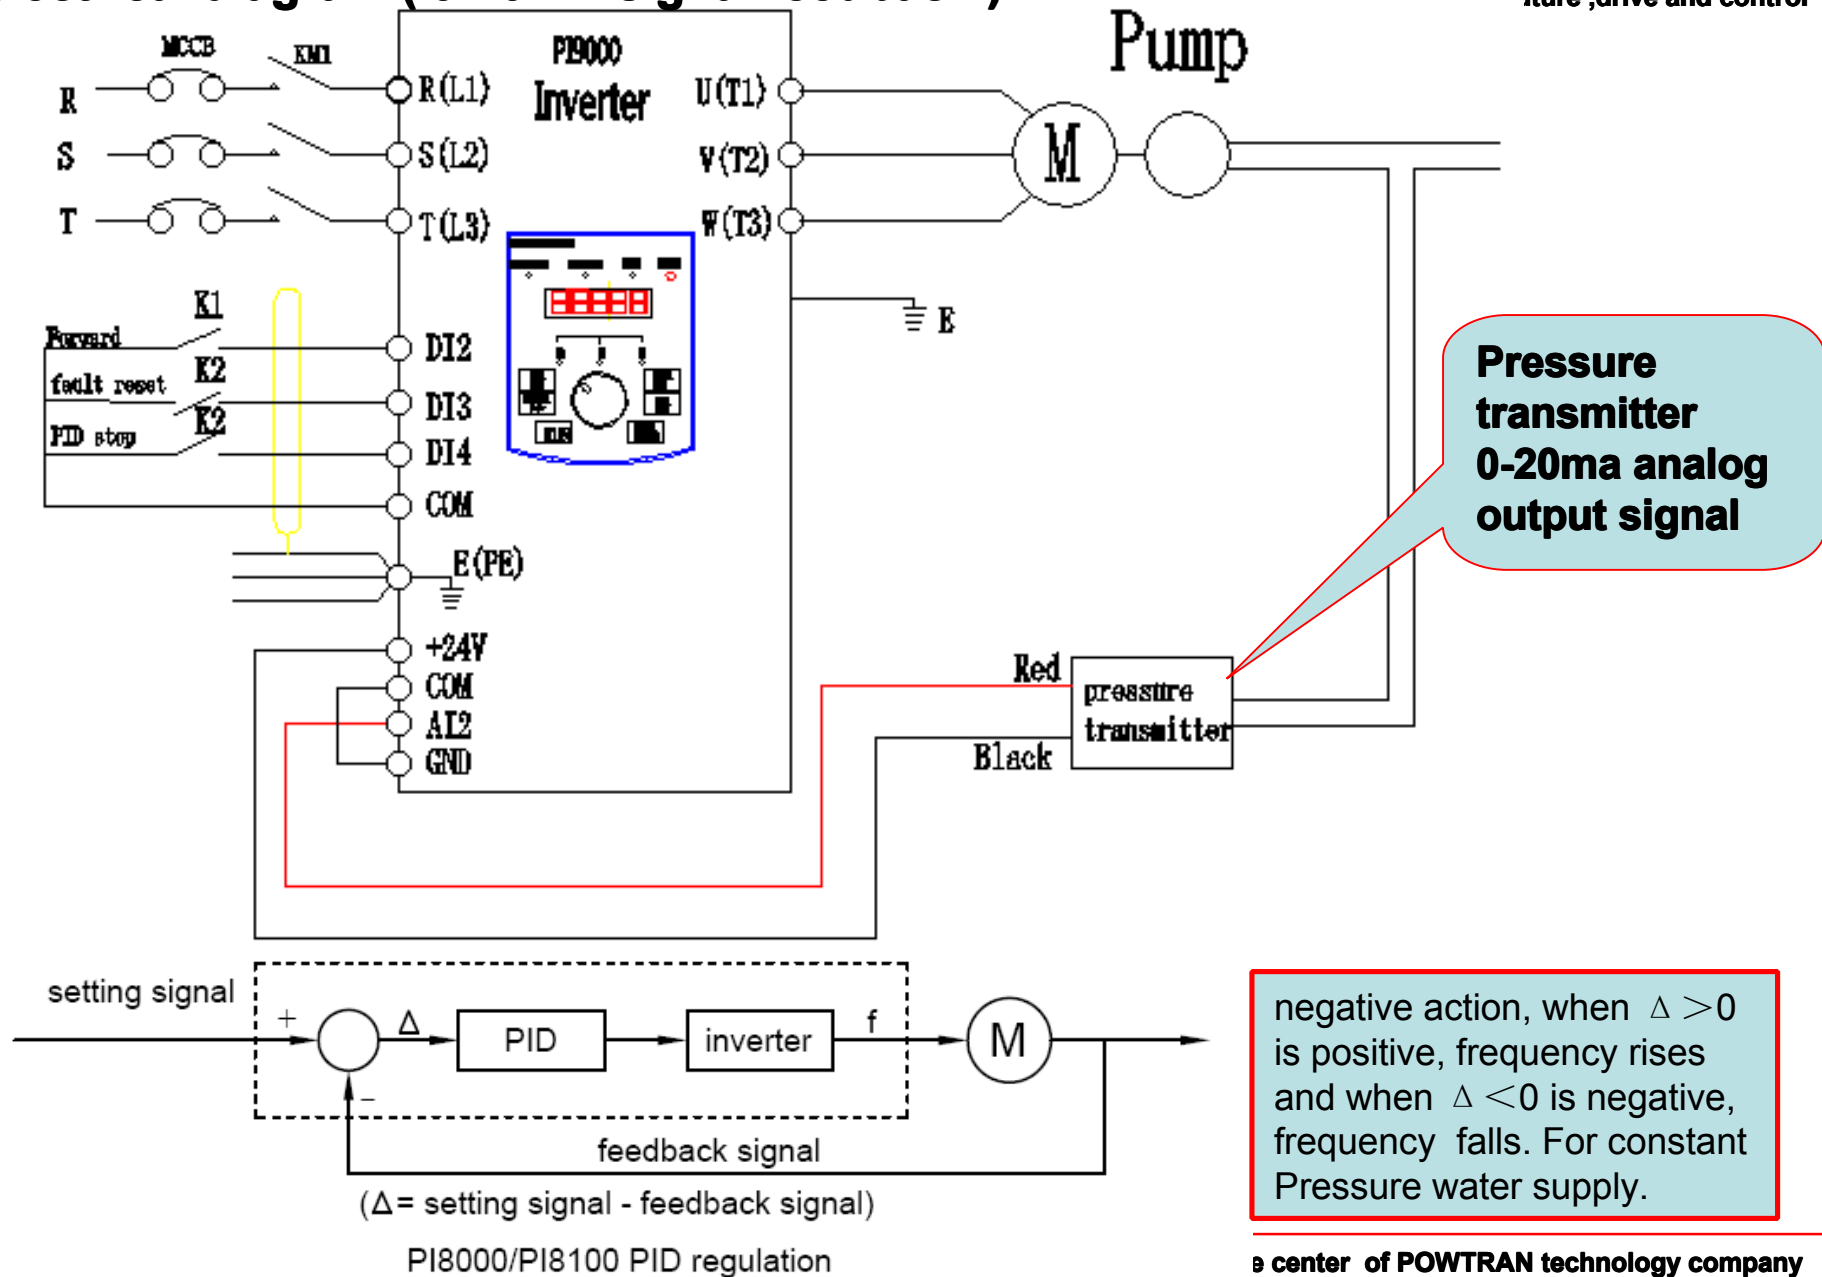 Pump
,drive and control
MCCB
KM1
PI9000
Inverter
R
R(L1)
U(T1)
M
S
S(L2)
V(T2)
T
T(L3)
W(T3)
E
K1
Forward
DI2
K2
fault reset
DI3
K2
PID stop
DI4
COM
E(PE)
+24V
COM
AI2
GND
Pressure
transmitter
0-20ma analog
output signal
Red
pressure
transmitter
Black
setting signal
+
Δ
PID
inverter
f
M
−
feedback signal
(Δ= setting signal - feedback signal)
PI8000/PI8100 PID regulation
negative action, when Δ＞0
is positive, frequency rises
and when Δ＜0 is negative,
frequency falls. For constant
Pressure water supply.
center of POWTRAN technology company